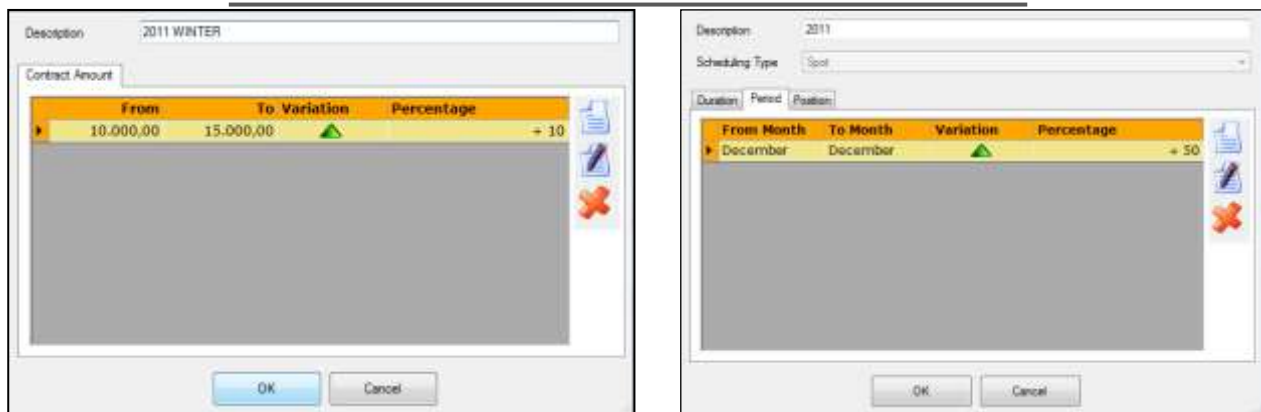 Description 2011 WINTER
Contract Amount
From To Variation Percentage
10.000,00 15.000,00 + 10
OK Cancel
Description 2011
Scheduling Type Spot
Duration Period Position
From Month To Month Variation Percentage
December December + 50
OK Cancel